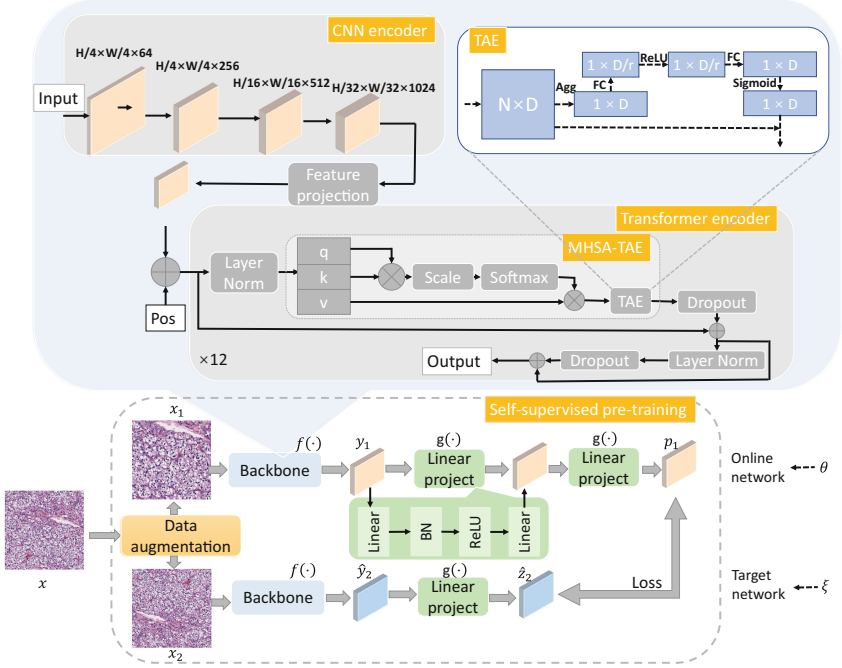 CNN encoder
H/4×W/4×64
H/4×W/4×256
H/16×W/16×512
H/32×W/32×1024
Input
Feature
projection
TAE
N×D
Agg
1 × D
FC
1 × D/r
ReLU
1 × D/r
FC
1 × D
Sigmoid
1 × D
Transformer encoder
MHSA-TAE
Layer
Norm
q
k
v
Scale
Softmax
TAE
Dropout
Pos
×12
Output
Dropout
Layer Norm
Self-supervised pre-training
x₁
f(·)
Backbone
y₁
g(·)
Linear
project
g(·)
Linear
project
p₁
Online
network
θ
Data
augmentation
x
Linear
BN
ReLU
Linear
f(·)
Backbone
ŷ₂
g(·)
Linear
project
ẑ₂
Loss
Target
network
ξ
x₂